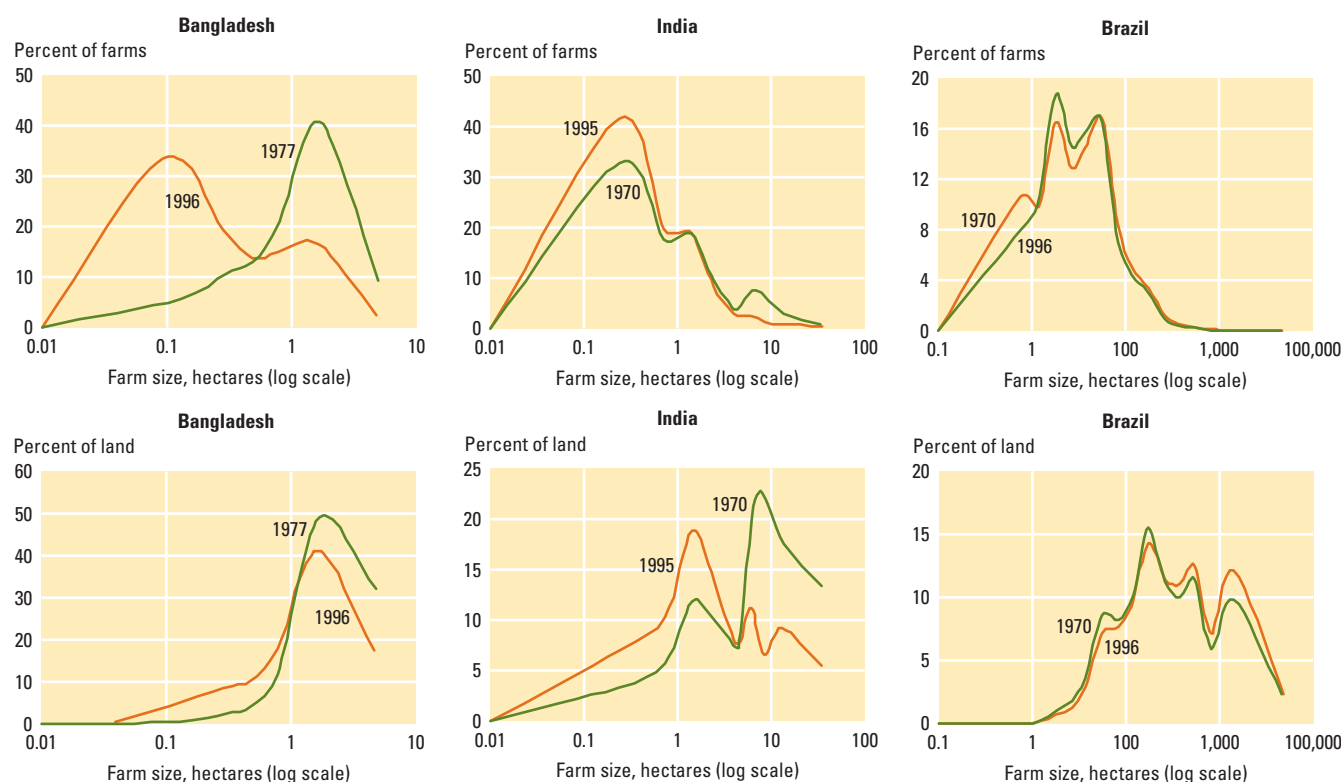 Bangladesh
Percent of farms
50
40
30
20
10
0
1977
1996
0.01 0.1 1 10
Farm size, hectares (log scale)
India
Percent of farms
50
40
30
20
10
0
1995
1970
0.01 0.1 1 10 100
Farm size, hectares (log scale)
Brazil
Percent of farms
20
16
12
8
4
0
1970
1996
0.1 1 100 1,000 100,000
Farm size, hectares (log scale)
Bangladesh
Percent of land
60
50
40
30
20
10
0
1977
1996
0.01 0.1 1 10
Farm size, hectares (log scale)
India
Percent of land
25
20
15
10
5
0
1970
1995
0.01 0.1 1 10 100
Farm size, hectares (log scale)
Brazil
Percent of land
20
15
10
5
0
1970
1996
0.1 1 100 1,000 100,000
Farm size, hectares (log scale)